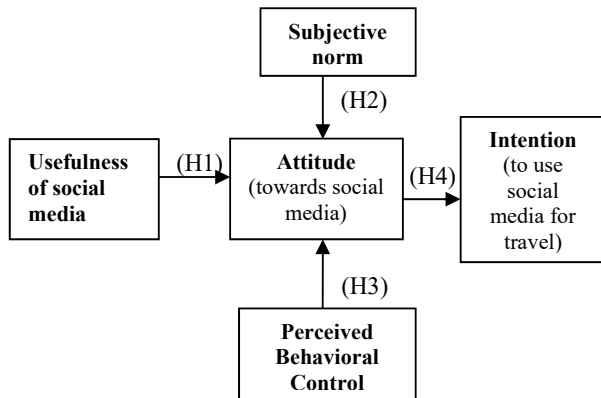 Subjective
norm
(H2)
Usefulness
of social
media
(H1)
Attitude
(towards social
media)
(H4)
Intention
(to use
social
media for
travel)
(H3)
Perceived
Behavioral
Control